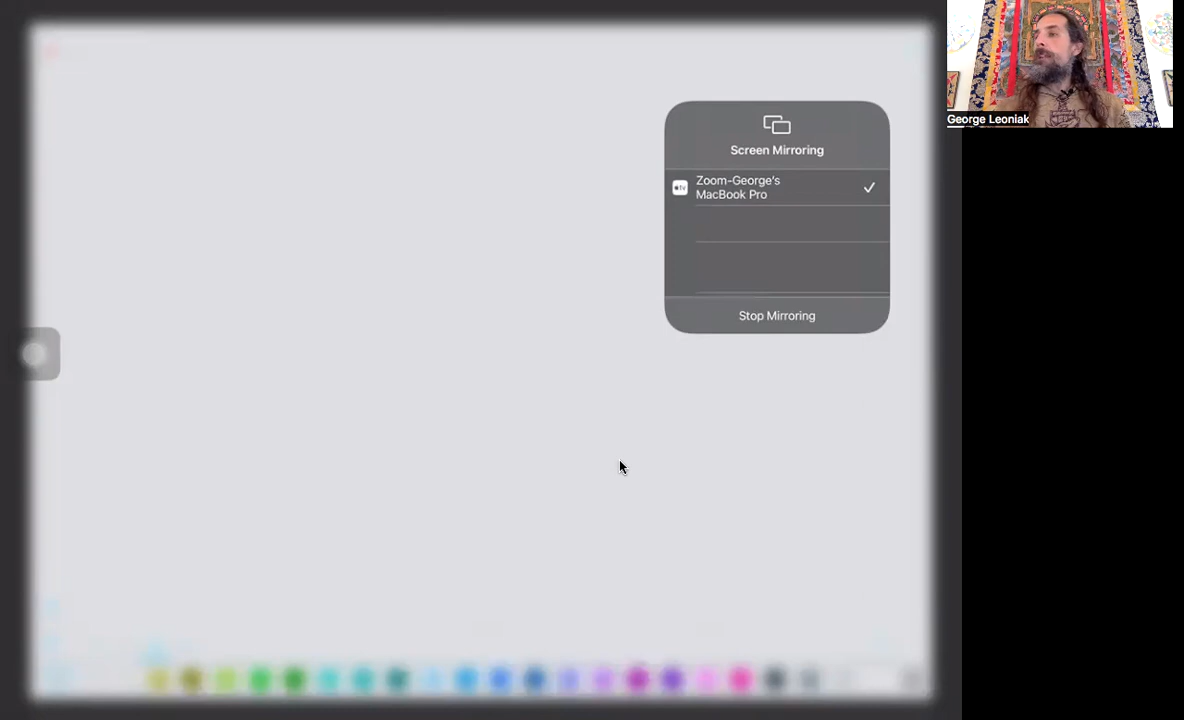 Screen Mirroring
Zoom-George's
MacBook Pro
Stop Mirroring
George Leoniak